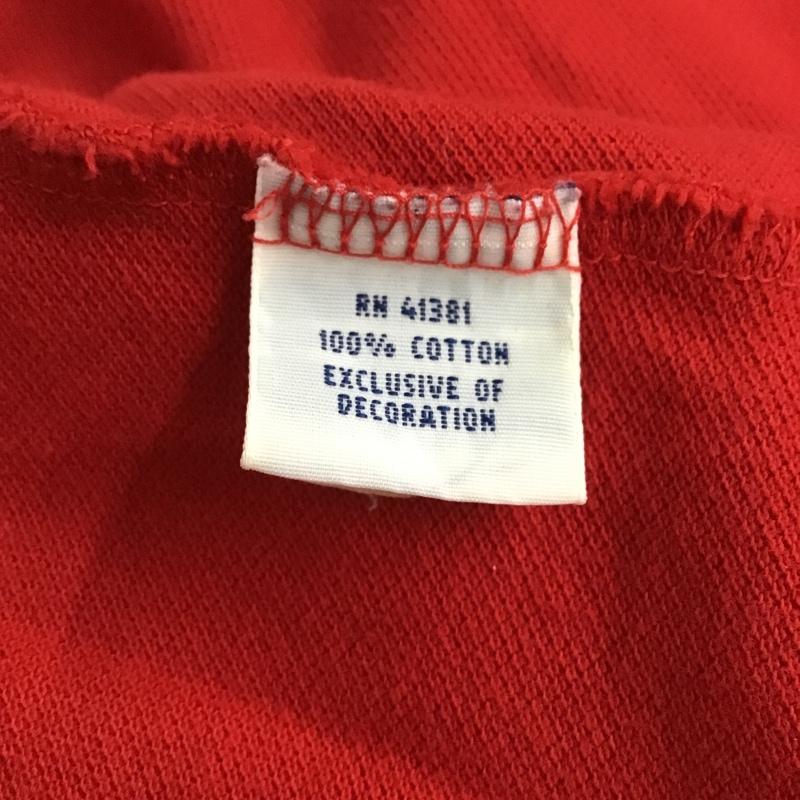 RN 41381
100% COTTON
EXCLUSIVE OF
DECORATION